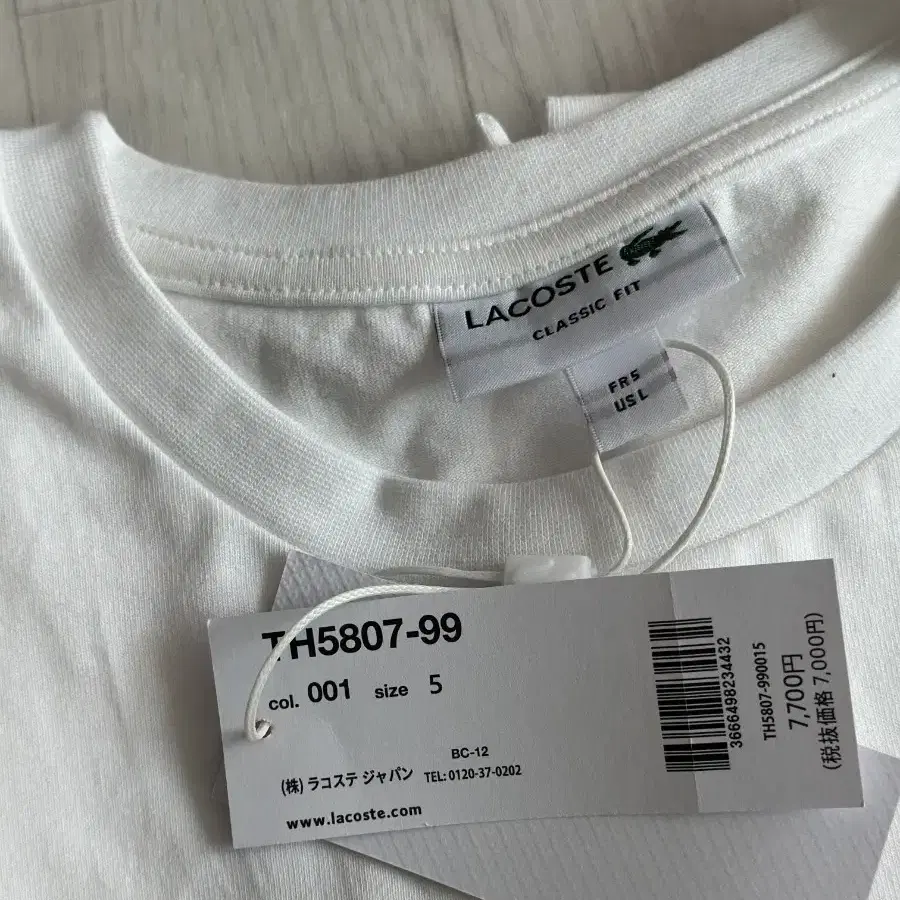 LACOSTE
CLASSIC FIT
FR 5
US L
TH5807-99
col. 001 size 5
BC-12
(株) ラコステ ジャパン TEL: 0120-37-0202
www.lacoste.com
3666498234432
TH5807-990015
7,700円
(税抜価格 7,000円)